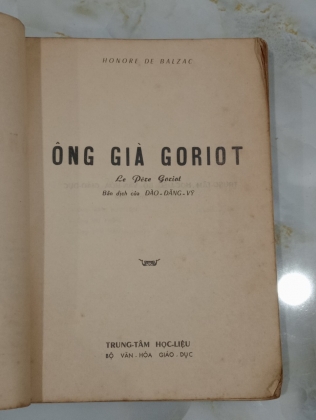 HONORÉ DE BALZAC
ÔNG GIÀ GORIOT
Le Père Goriot
Bản dịch của ĐÀO-ĐĂNG-VỸ
TRUNG-TÂM HỌC-LIỆU
BỘ VĂN-HÓA GIÁO-DỤC